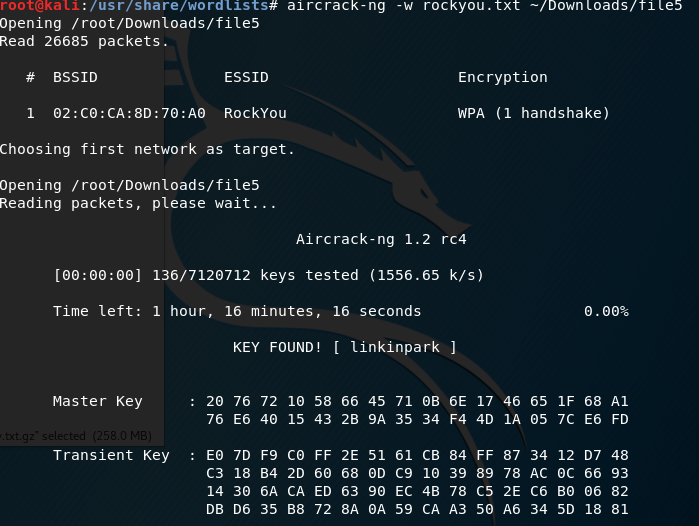 root@kali:/usr/share/wordlists# aircrack-ng -w rockyou.txt ~/Downloads/file5
Opening /root/Downloads/file5
Read 26685 packets.
# BSSID ESSID Encryption
1 02:C0:CA:8D:70:A0 RockYou WPA (1 handshake)
Choosing first network as target.
Opening /root/Downloads/file5
Reading packets, please wait...
Aircrack-ng 1.2 rc4
[00:00:00] 136/7120712 keys tested (1556.65 k/s)
Time left: 1 hour, 16 minutes, 16 seconds 0.00%
KEY FOUND! [ linkinpark ]
Master Key : 20 76 72 10 58 66 45 71 0B 6E 17 46 65 1F 68 A1
76 E6 40 15 43 2B 9A 35 34 F4 4D 1A 05 7C E6 FD
.txt.gz" selected (258.0 MB)
Transient Key : E0 7D F9 C0 FF 2E 51 61 CB 84 FF 87 34 12 D7 48
C3 18 B4 2D 60 68 0D C9 10 39 89 78 AC 0C 66 93
14 30 6A CA ED 63 90 EC 4B 78 C5 2E C6 B0 06 82
DB D6 35 B8 72 8A 0A 59 CA A3 50 A6 34 5D 18 81